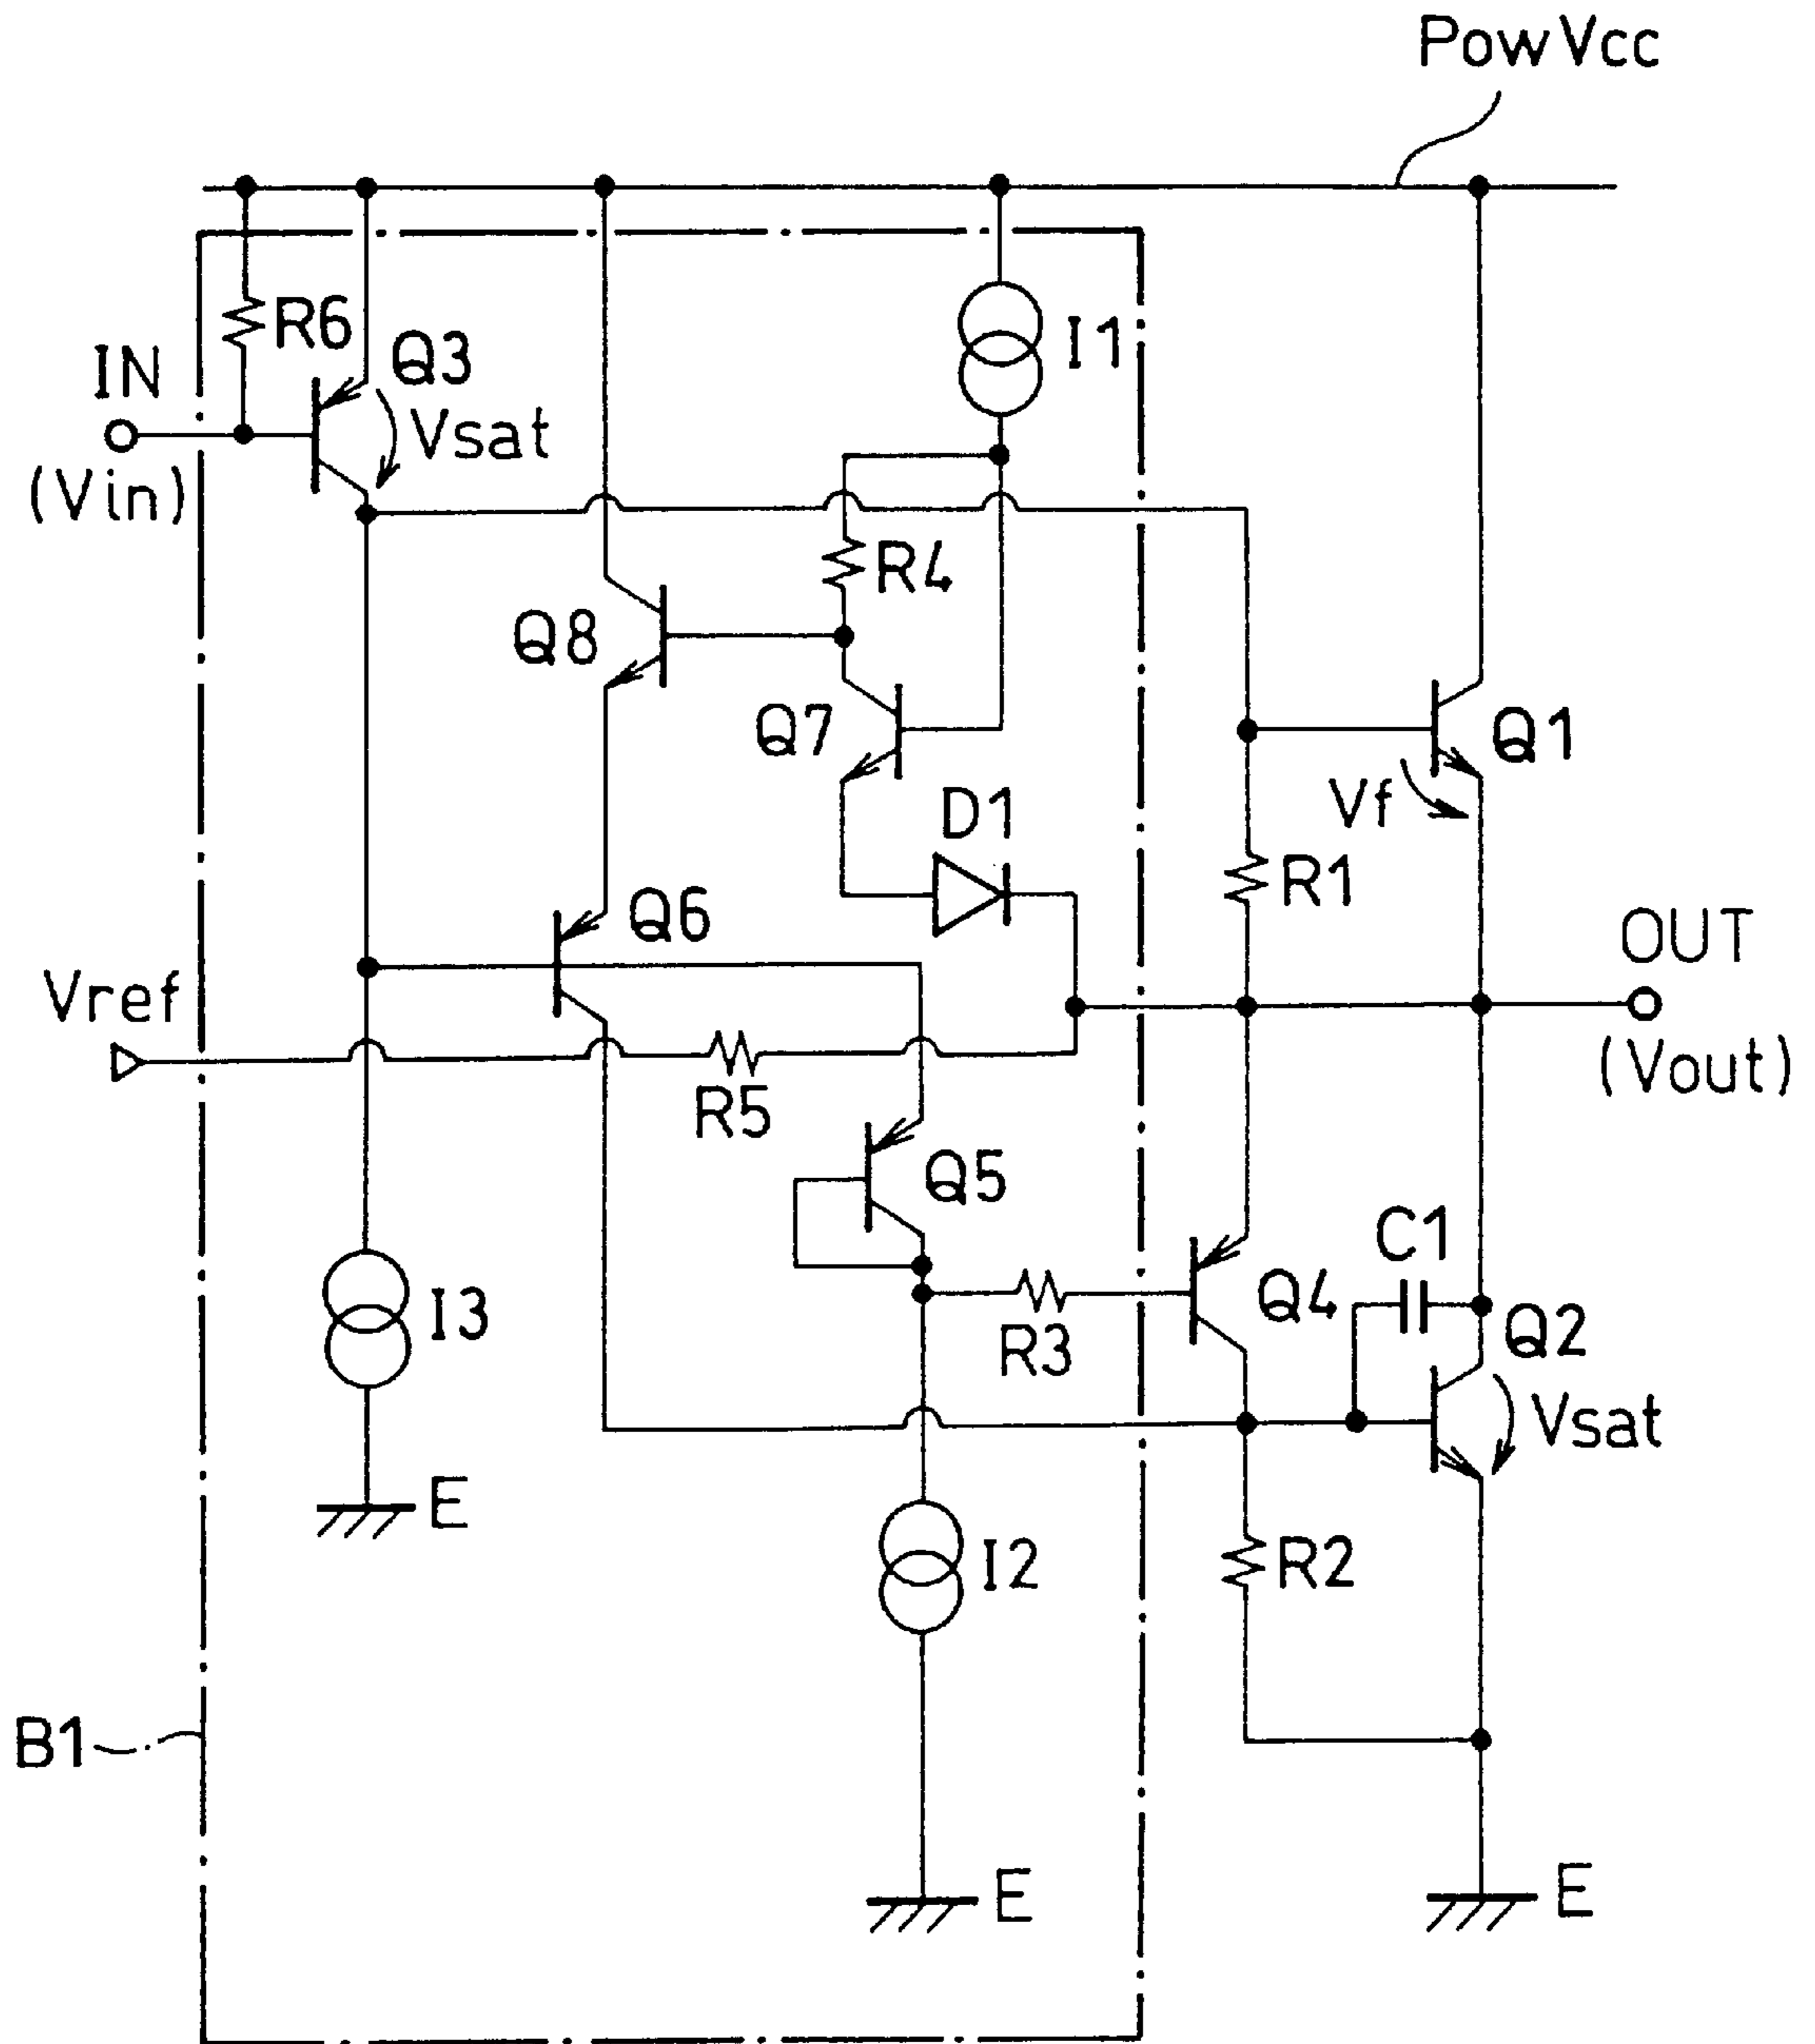 PowVcc
R6
Q3
I1
IN
Vsat
(Vin)
R4
Q8
Q7
Q1
D1
Vf
R1
Q6
OUT
Vref
(Vout)
R5
Q5
C1
Q4
I3
R3
Q2
Vsat
E
I2
R2
B1
E
E